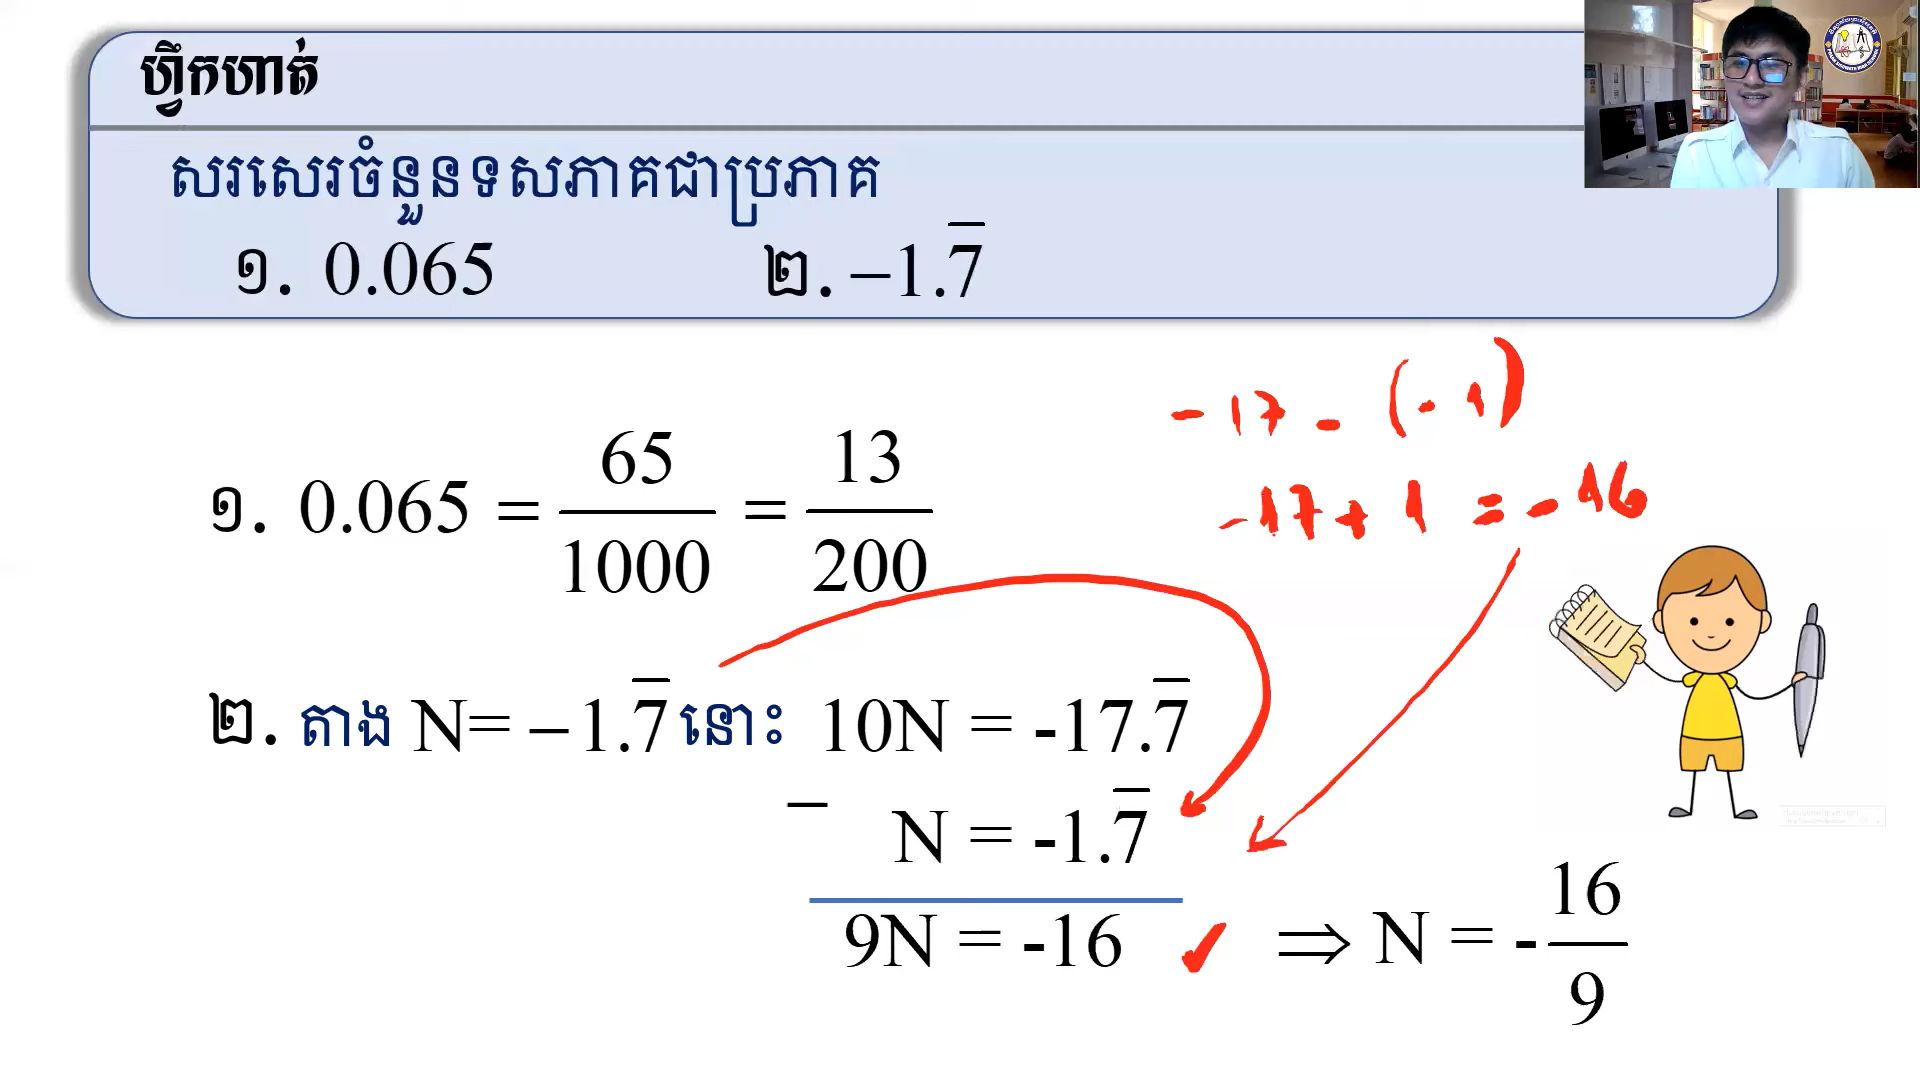 ហ្វឹកហាត់
សរសេរចំនួនទសភាគជាប្រភាគ
១. 0.065 ២. −1.7̅
-17 - (-1)
-17 + 1 = -16
១. 0.065 = 65/1000 = 13/200
២. តាង N= −1.7̅ នោះ 10N = -17.7̅
− N = -1.7̅
9N = -16 ✓ ⇒ N = -16/9